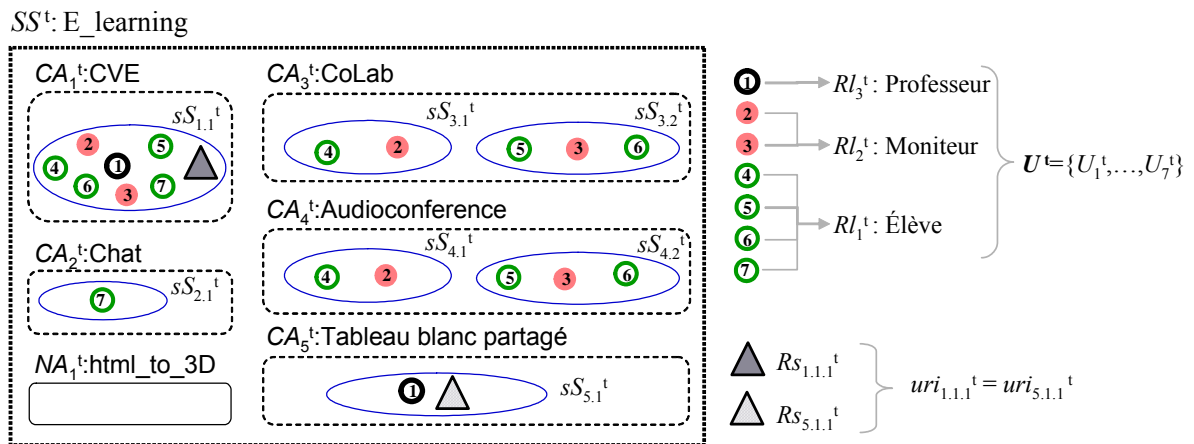 SSᵗ: E_learning
CA₁ᵗ:CVE
sS₁.₁ᵗ
2
5
4
1
6
7
3
CA₂ᵗ:Chat
7
sS₂.₁ᵗ
NA₁ᵗ:html_to_3D
CA₃ᵗ:CoLab
sS₃.₁ᵗ
4
2
sS₃.₂ᵗ
5
3
6
CA₄ᵗ:Audioconference
sS₄.₁ᵗ
4
2
sS₄.₂ᵗ
5
3
6
CA₅ᵗ:Tableau blanc partagé
1
sS₅.₁ᵗ
1
Rl₃ᵗ : Professeur
2
3
Rl₂ᵗ : Moniteur
4
5
6
7
Rl₁ᵗ : Élève
Uᵗ={U₁ᵗ,…,U₇ᵗ}
Rs₁.₁.₁ᵗ
Rs₅.₁.₁ᵗ
uri₁.₁.₁ᵗ = uri₅.₁.₁ᵗ